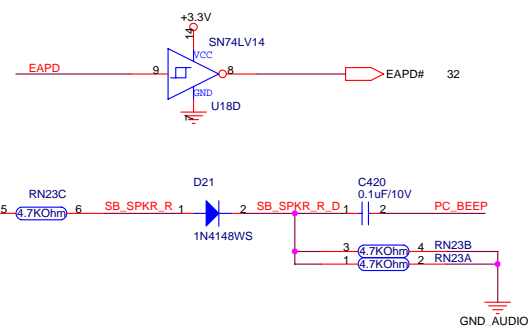 +3.3V
14
SN74LV14
VCC
EAPD
9
8
EAPD# 32
GND
U18D
7
D21
C420
RN23C
0.1uF/10V
5 4.7KOhm 6
SB_SPKR_R 1
2 SB_SPKR_R_D 1
2 PC_BEEP
1N4148WS
3 4.7KOhm 4 RN23B
1 4.7KOhm 2 RN23A
GND_AUDIO